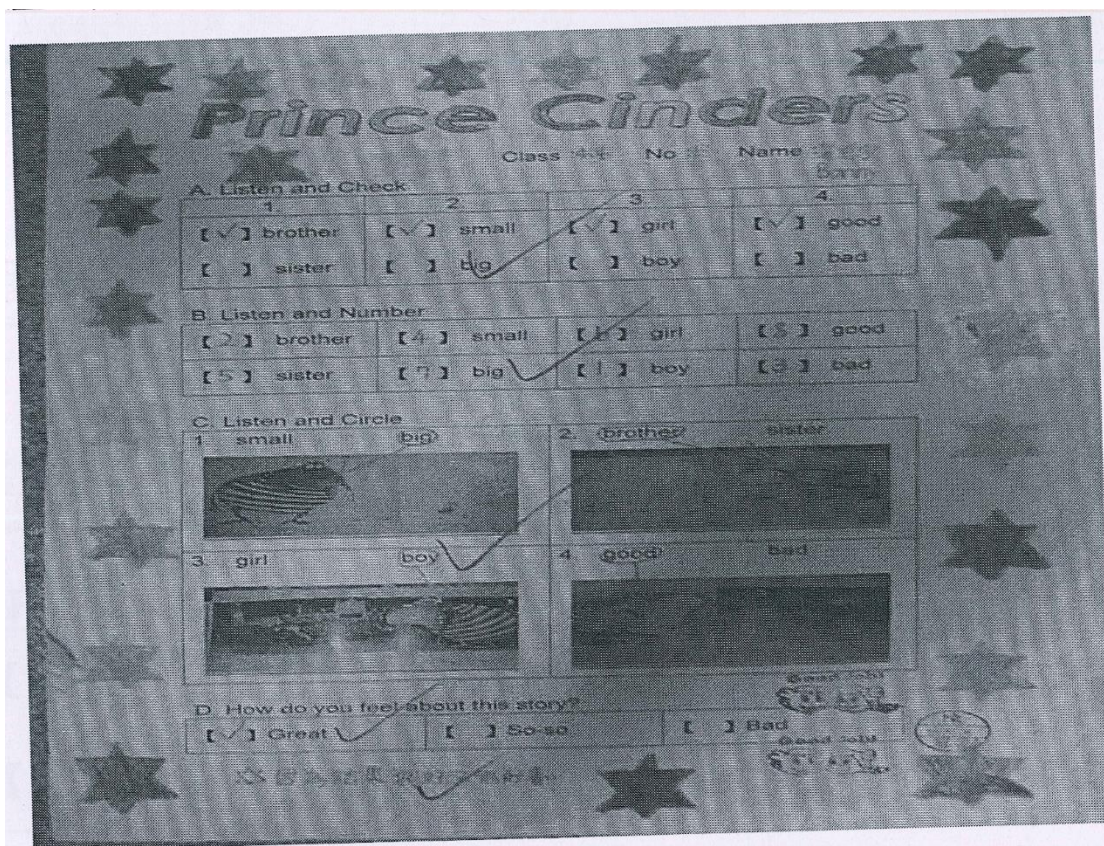 Prince Cinders
Class No Name
A. Listen and Check
1 2 3 4.
[✓] brother [✓] small [✓] girl [✓] good
[ ] sister [ ] big [ ] boy [ ] bad
B. Listen and Number
[2] brother [4] small [6] girl [8] good
[5] sister [7] big [1] boy [3] bad
C. Listen and Circle
1. small big 2. brother sister
3. girl boy 4. good bad
Good Job!
D. How do you feel about this story?
[✓] Great [ ] So-so [ ] Bad
Good Job!